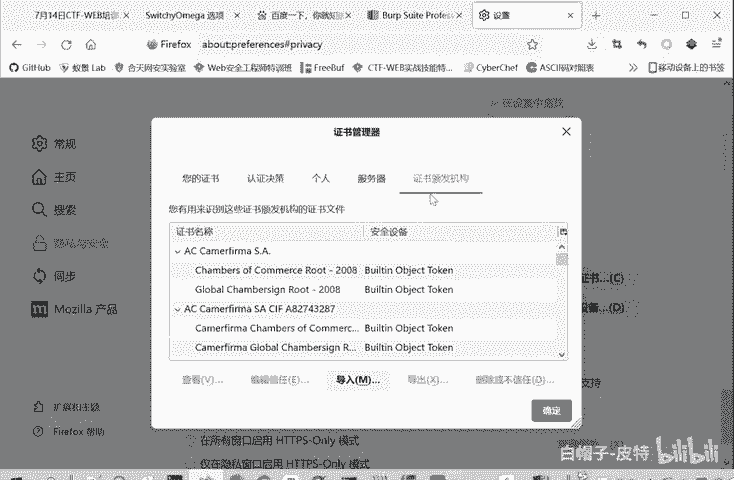 7月14日CTF-WEB培 SwitchyOmega 选项 百度一下，你就知 Burp Suite Profes 设置
Firefox about:preferences#privacy
GitHub 蚁景 Lab 合天网安实验室 Web安全工程师特训班 FreeBuf CTF-WEB实战技能特... CyberChef ASCII码对照表 移动设备上的书签
在设置中查找
证书管理器
常规
主页
搜索
隐私与安全
同步
Mozilla 产品
您的证书 认证决策 个人 服务器 证书颁发机构
您有用来识别这些证书颁发机构的证书文件
证书名称 安全设备
AC Camerfirma S.A.
Chambers of Commerce Root - 2008 Builtin Object Token
Global Chambersign Root - 2008 Builtin Object Token
AC Camerfirma SA CIF A82743287
Camerfirma Chambers of Commerc... Builtin Object Token
Camerfirma Global Chambersign R... Builtin Object Token
查看(V)... 编辑信任(E)... 导入(M)... 导出(X)... 删除或不信任(D)...
确定
证书...(C)
设备...(D)
支持
扩展和主题
Firefox 帮助
在所有窗口启用 HTTPS-Only 模式
仅在隐私窗口启用 HTTPS-Only 模式
白帽子-皮特 bilibili